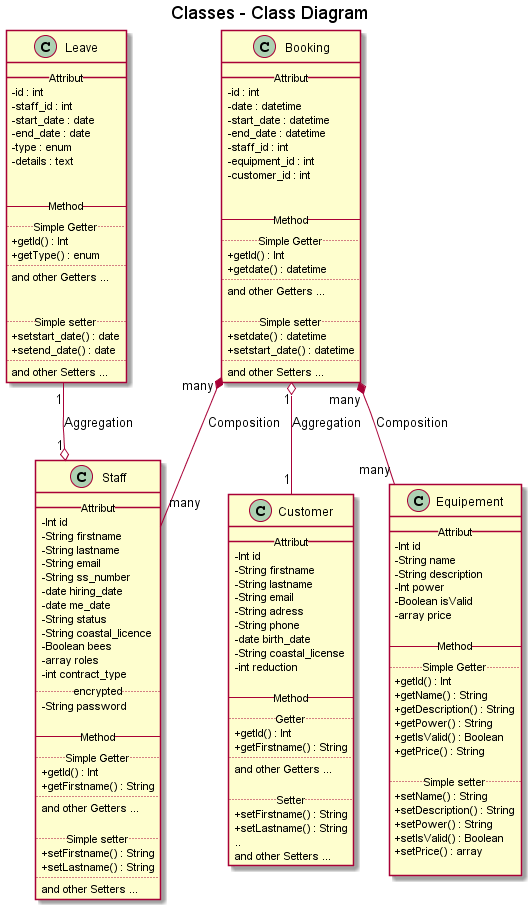 Classes - Class Diagram
C Leave
Attribut
-id : int
-staff_id : int
-start_date : date
-end_date : date
-type : enum
-details : text
Method
Simple Getter
+getId() : Int
+getType() : enum
and other Getters ...
Simple setter
+setstart_date() : date
+setend_date() : date
and other Setters ...
C Booking
Attribut
-id : int
-date : datetime
-start_date : datetime
-end_date : datetime
-staff_id : int
-equipment_id : int
-customer_id : int
Method
Simple Getter
+getId() : Int
+getdate() : datetime
and other Getters ...
Simple setter
+setdate() : datetime
+setstart_date() : datetime
and other Setters ...
1
Aggregation
1
many
Composition
many
1
Aggregation
1
many
Composition
many
C Staff
Attribut
-Int id
-String firstname
-String lastname
-String email
-String ss_number
-date hiring_date
-date me_date
-String status
-String coastal_licence
-Boolean bees
-array roles
-int contract_type
encrypted
-String password
Method
Simple Getter
+getId() : Int
+getFirstname() : String
and other Getters ...
Simple setter
+setFirstname() : String
+setLastname() : String
and other Setters ...
C Customer
Attribut
-Int id
-String firstname
-String lastname
-String email
-String adress
-String phone
-date birth_date
-String coastal_license
-int reduction
Method
Getter
+getId() : Int
+getFirstname() : String
and other Getters ...
Setter
+setFirstname() : String
+setLastname() : String
..
and other Setters ...
C Equipement
Attribut
-Int id
-String name
-String description
-Int power
-Boolean isValid
-array price
Method
Simple Getter
+getId() : Int
+getName() : String
+getDescription() : String
+getPower() : String
+getIsValid() : Boolean
+getPrice() : String
Simple setter
+setName() : String
+setDescription() : String
+setPower() : String
+setIsValid() : Boolean
+setPrice() : array